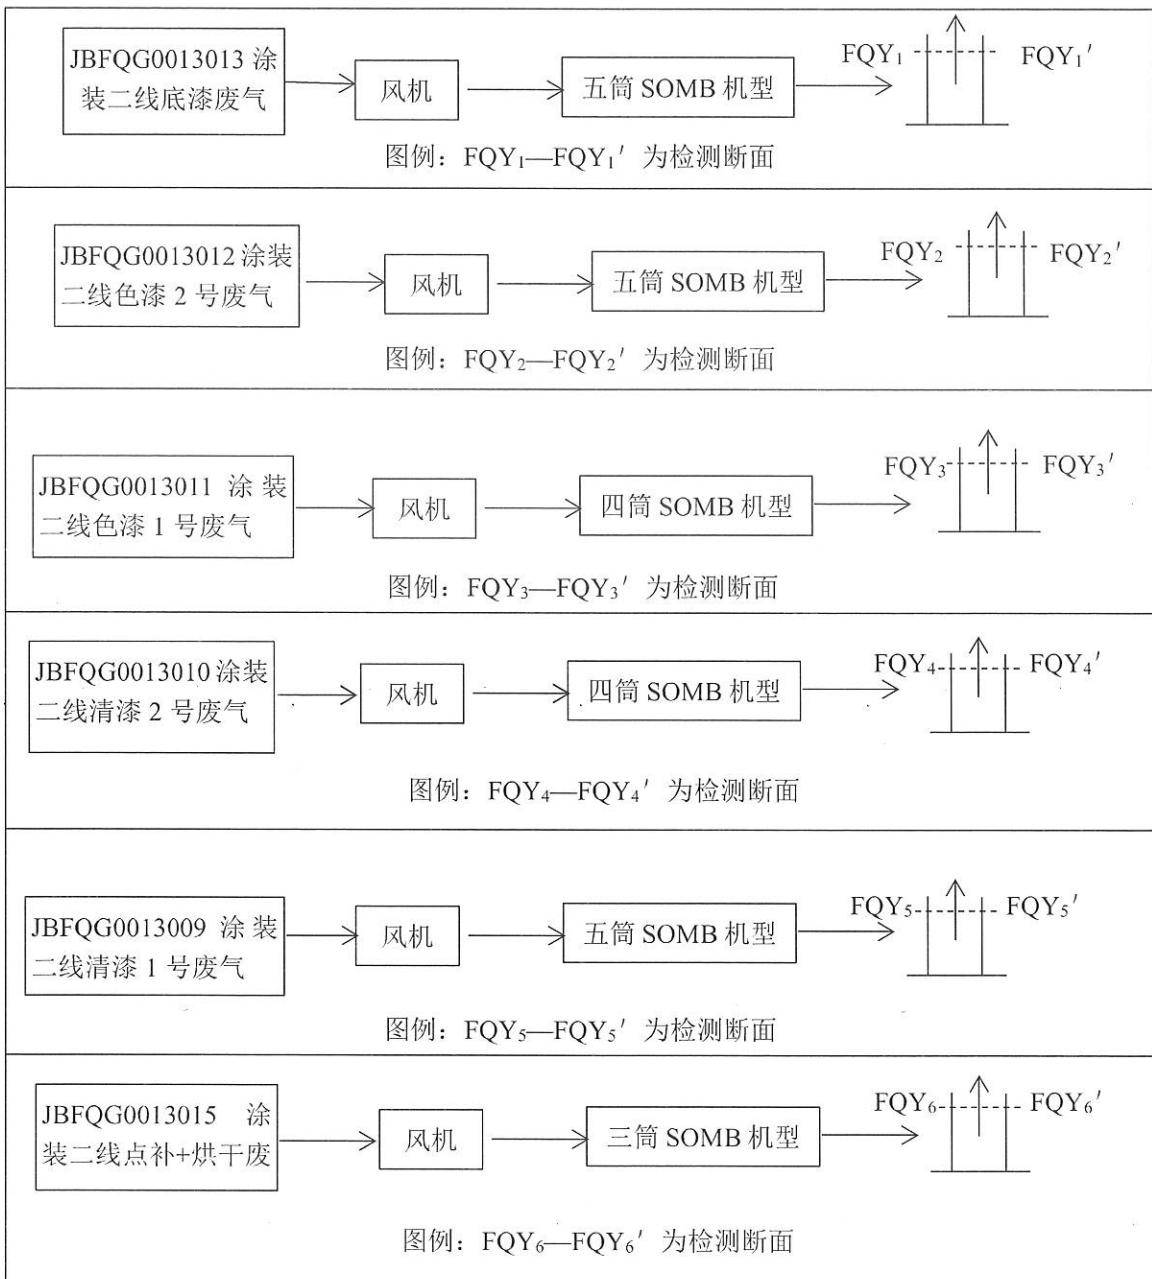 JBFQG0013013 涂
装二线底漆废气
风机
五筒 SOMB 机型
FQY₁
FQY₁′
图例：FQY₁—FQY₁′ 为检测断面
JBFQG0013012 涂装
二线色漆 2 号废气
风机
五筒 SOMB 机型
FQY₂
FQY₂′
图例：FQY₂—FQY₂′ 为检测断面
JBFQG0013011 涂装
二线色漆 1 号废气
风机
四筒 SOMB 机型
FQY₃
FQY₃′
图例：FQY₃—FQY₃′ 为检测断面
JBFQG0013010 涂装
二线清漆 2 号废气
风机
四筒 SOMB 机型
FQY₄
FQY₄′
图例：FQY₄—FQY₄′ 为检测断面
JBFQG0013009 涂装
二线清漆 1 号废气
风机
五筒 SOMB 机型
FQY₅
FQY₅′
图例：FQY₅—FQY₅′ 为检测断面
JBFQG0013015 涂
装二线点补+烘干废
风机
三筒 SOMB 机型
FQY₆
FQY₆′
图例：FQY₆—FQY₆′ 为检测断面